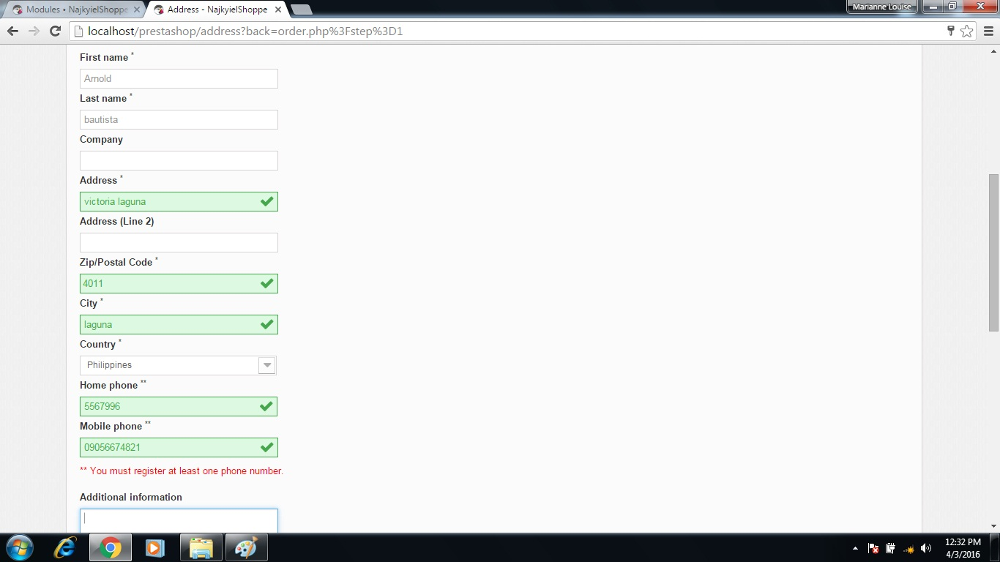 Modules • NajkyielShoppe
Address - NajkyielShoppe
Marianne Louise
localhost/prestashop/address?back=order.php%3Fstep%3D1
First name *
Arnold
Last name *
bautista
Company
Address *
victoria laguna
Address (Line 2)
Zip/Postal Code *
4011
City *
laguna
Country *
Philippines
Home phone **
5567996
Mobile phone **
09056674821
** You must register at least one phone number.
Additional information
12:32 PM
4/3/2016